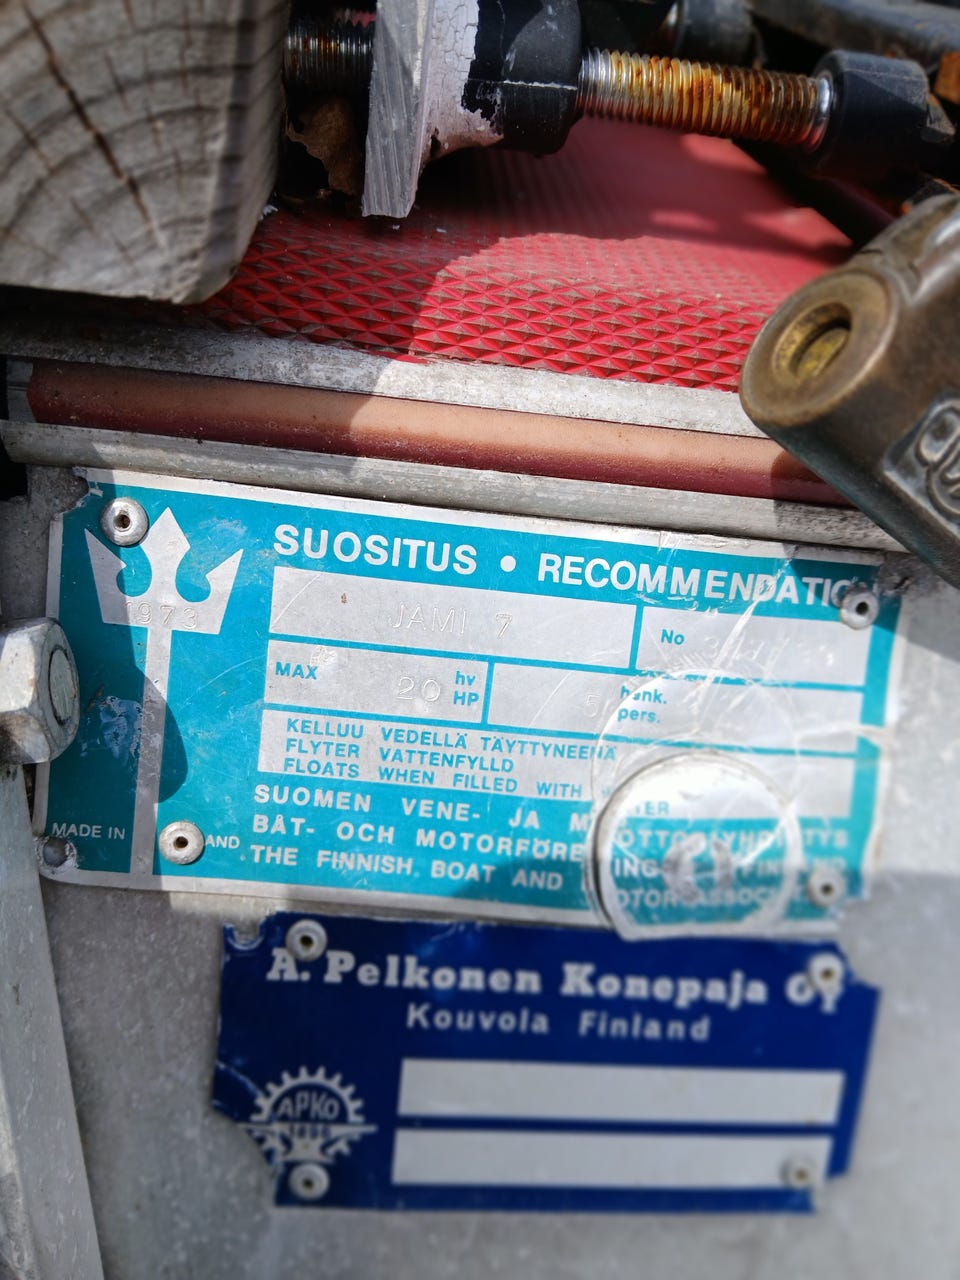 SUOSITUS • RECOMMENDATIO
1973
JAMI 7
No
MAX 20 hv HP
5 henk. pers.
KELLUU VEDELLÄ TÄYTTYNEENÄ
FLYTER VATTENFYLLD
FLOATS WHEN FILLED WITH
SUOMEN VENE- JA
BÅT- OCH
MADE IN
AND
THE FINNISH BOAT AND
A. Pelkonen Konepaja Oy
Kouvola Finland
APKO